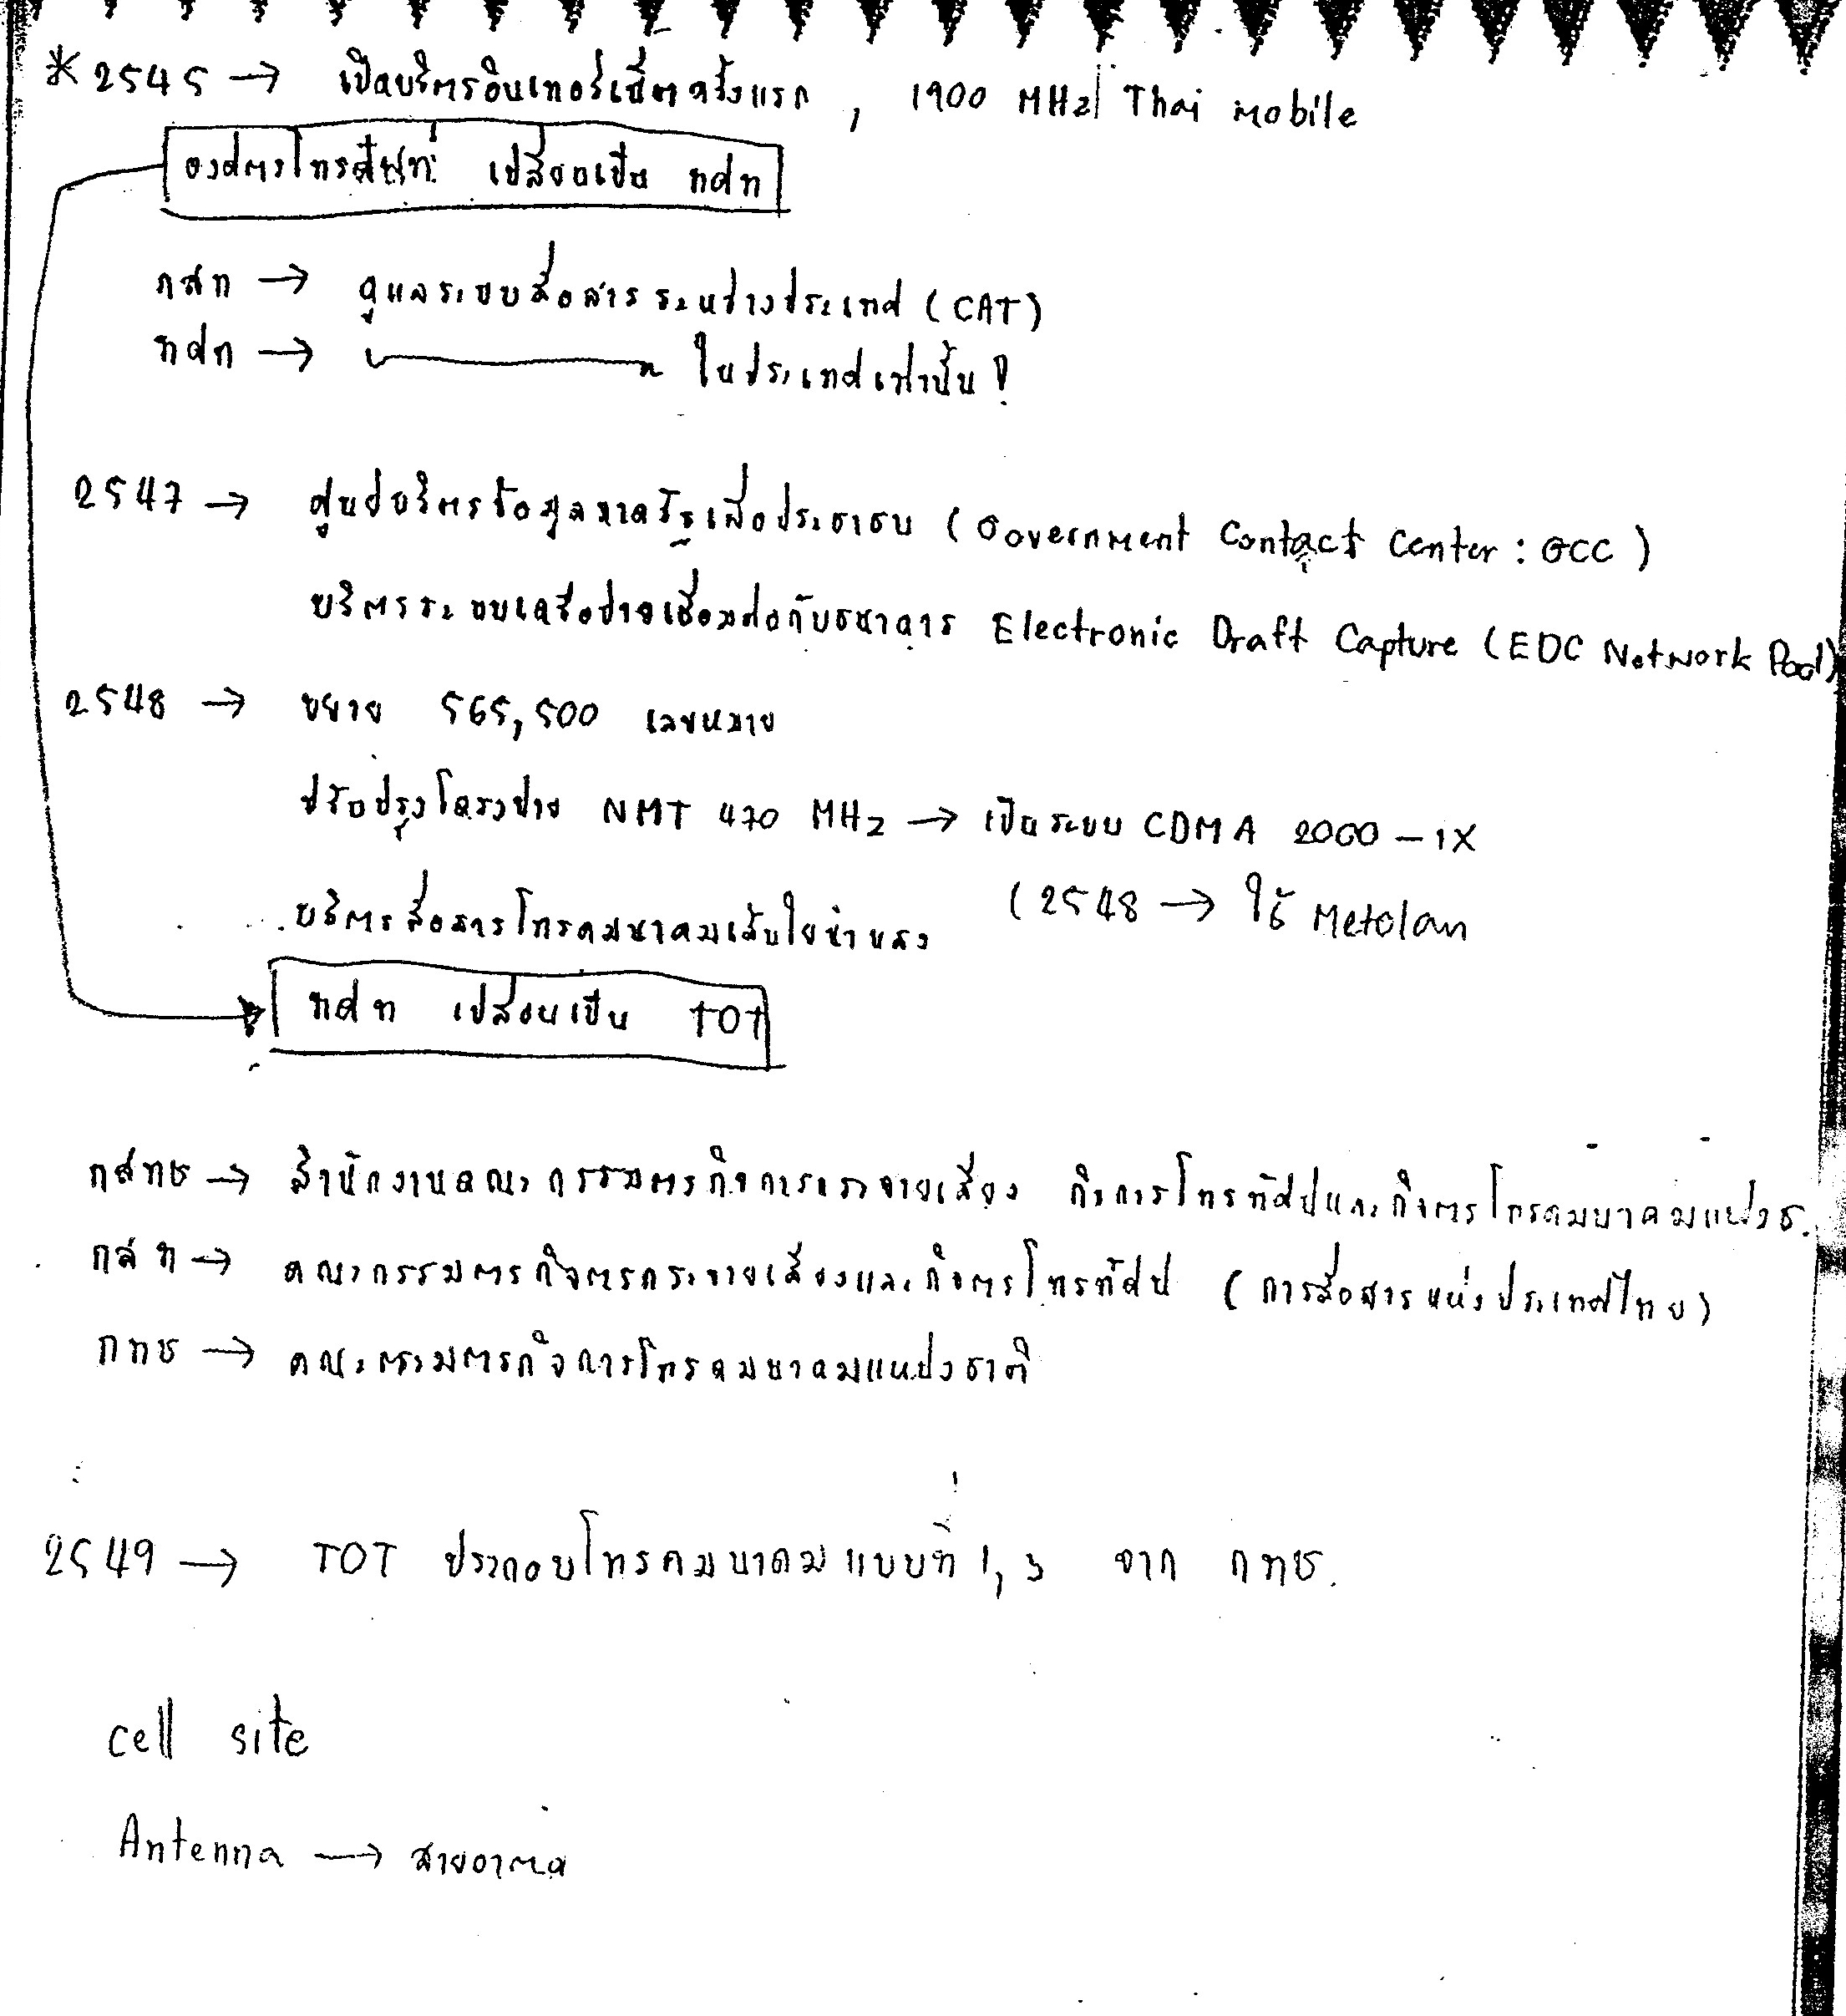 * 2545 → เปิดบริการอินเทอร์เน็ตครั้งแรก , 1900 MHz / Thai mobile
องค์การโทรศัพท์ เปลี่ยนเป็น ทศท
กสท → ดูแลระบบสื่อสารระหว่างประเทศ (CAT)
ทศท → ในประเทศเท่านั้น !
2547 → ศูนย์บริการข้อมูลภาครัฐเพื่อประชาชน (Government Contact Center : GCC)
บริการระบบเครือข่ายเชื่อมต่อกับธนาคาร Electronic Draft Capture (EDC Network Pool)
2548 → ขยาย 565,500 เลขหมาย
ปรับปรุงโครงข่าย NMT 470 MHz → เป็นระบบ CDMA 2000 - 1X
บริการสื่อสารโทรคมนาคมเส้นใยนำแสง (2548 → ใช้ Metolan
ทศท เปลี่ยนเป็น TOT
กสทช → สำนักงานคณะกรรมการกิจการกระจายเสียง กิจการโทรทัศน์และกิจการโทรคมนาคมแห่งช.
กสท → คณะกรรมการกิจการกระจายเสียงและกิจการโทรทัศน์ (การสื่อสารแห่งประเทศไทย)
กทช → คณะกรรมการกิจการโทรคมนาคมแห่งชาติ
2549 → TOT ประกอบโทรคมนาคมแบบที่ 1, 3 จาก กทช.
cell site
Antenna → สายอากาศ